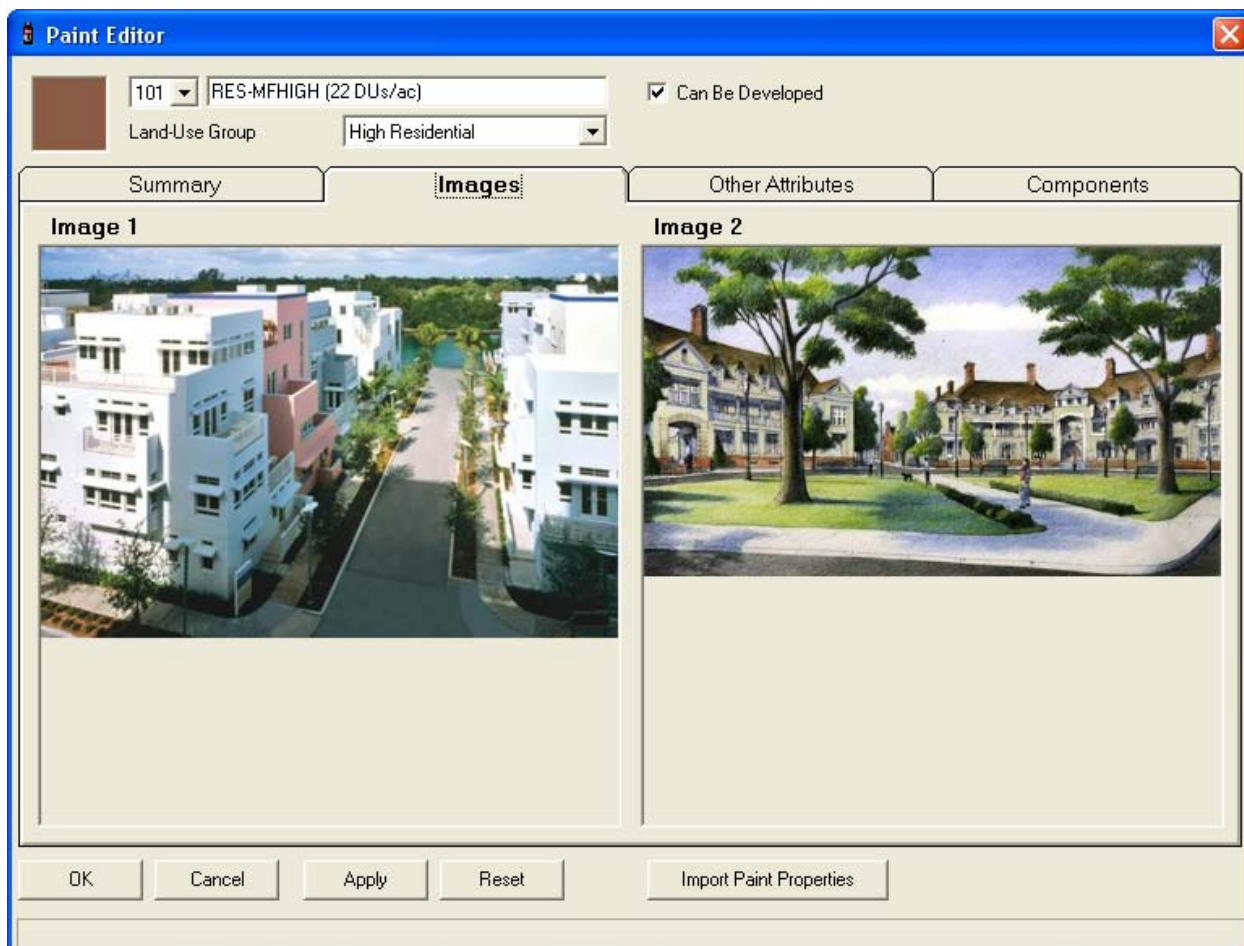 Paint Editor
101 RES-MFHIGH (22 DUs/ac) Can Be Developed
Land-Use Group High Residential
Summary Images Other Attributes Components
Image 1 Image 2
OK Cancel Apply Reset Import Paint Properties